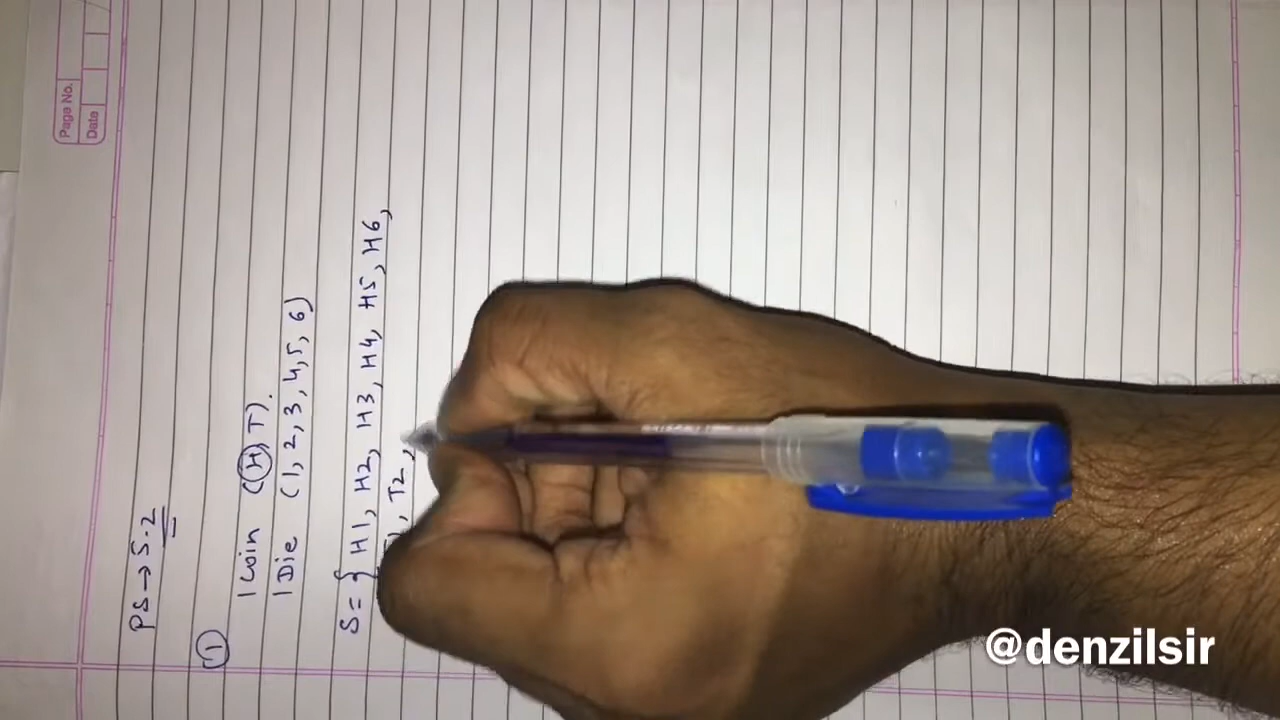 Page No.
Date
PS → 5.2
(1)
1 Coin (H, T).
1 Die (1, 2, 3, 4, 5, 6)
S = { H1, H2, H3, H4, H5, H6,
, T2,
@denzilsir